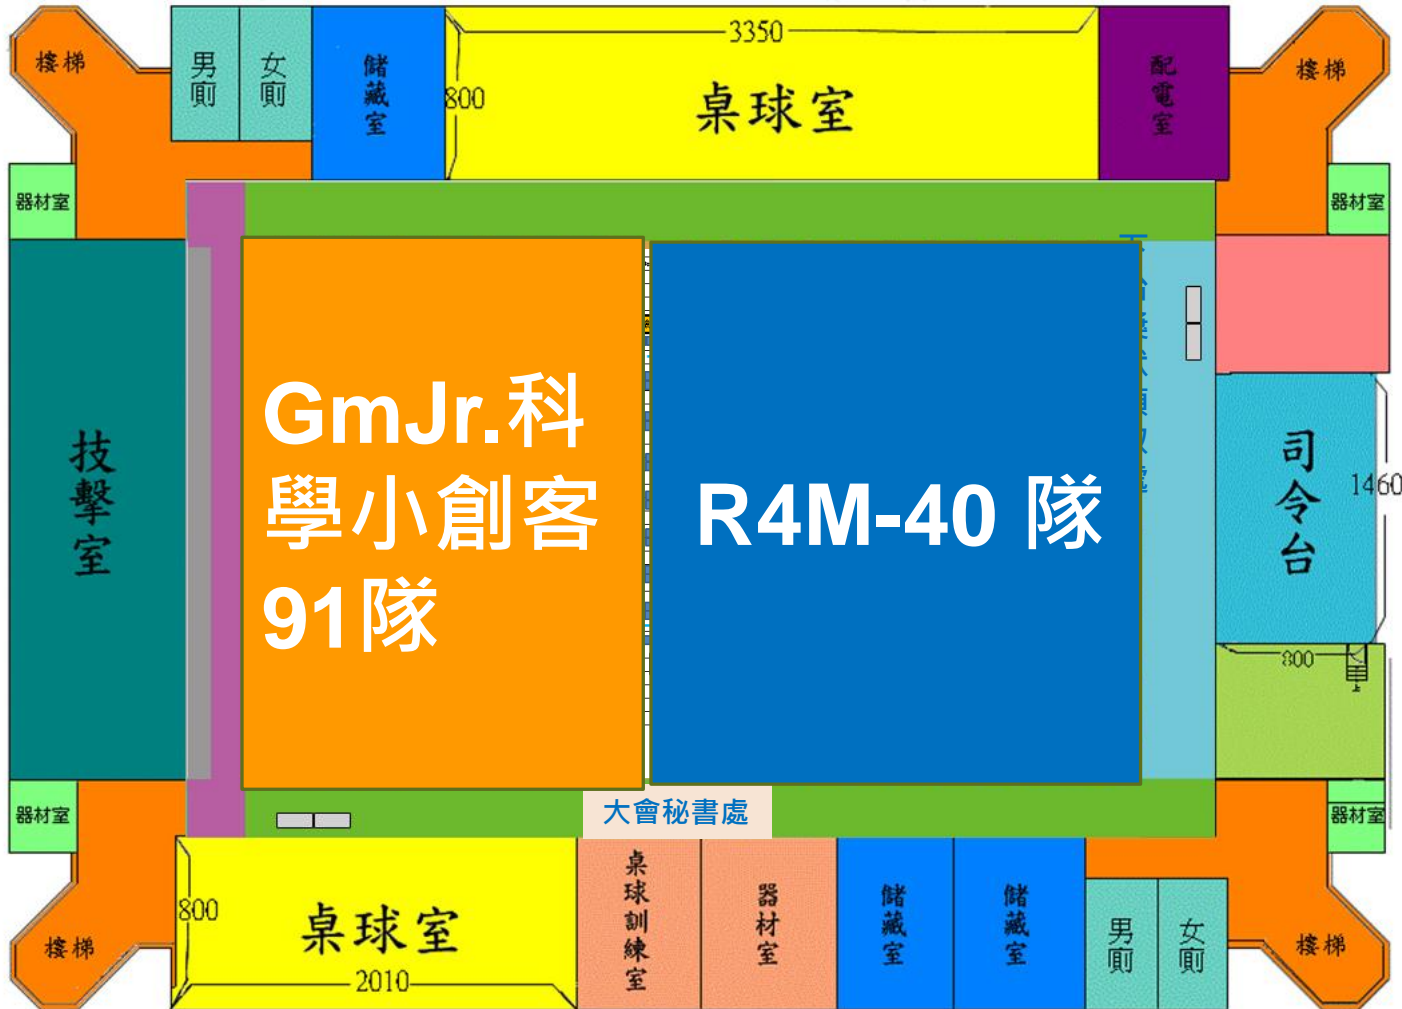 3350
樓梯
男廁
女廁
儲藏室
800
桌球室
配電室
樓梯
器材室
器材室
GmJr.科
學小創客
91隊
R4M-40 隊
技擊室
司令台
1460
800
上
器材室
大會秘書處
器材室
800
桌球室
2010
桌球訓練室
器材室
儲藏室
儲藏室
男廁
女廁
樓梯
樓梯